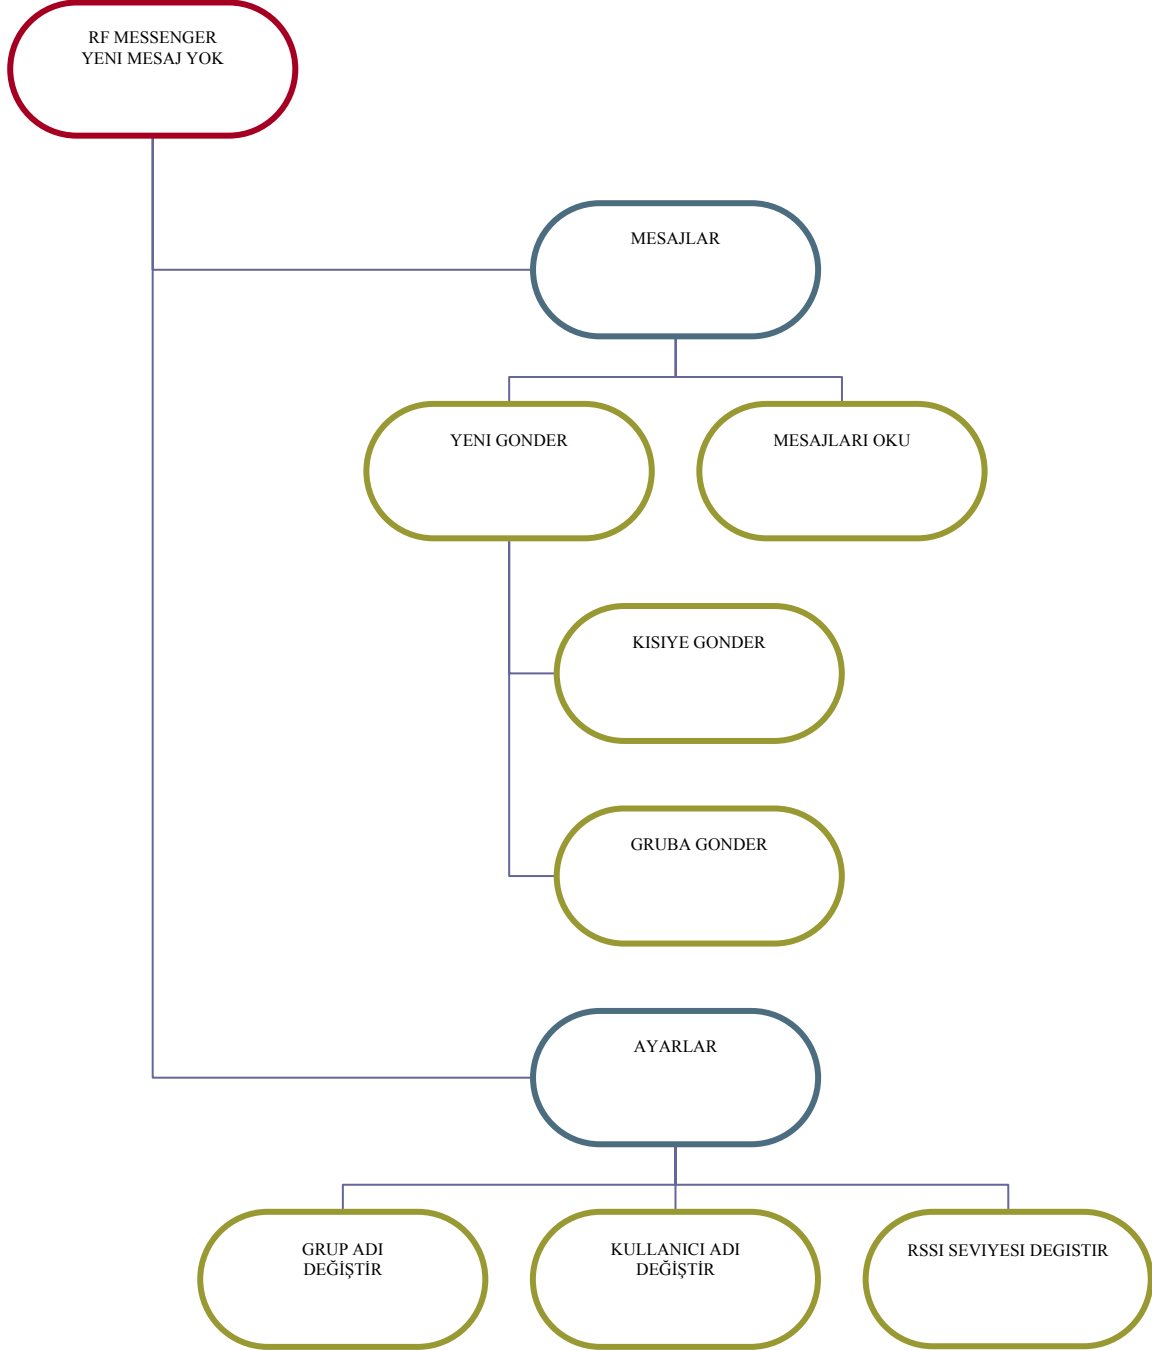 RF MESSENGER
YENI MESAJ YOK
MESAJLAR
YENI GONDER
MESAJLARI OKU
KISIYE GONDER
GRUBA GONDER
AYARLAR
GRUP ADI
DEĞİŞTİR
KULLANICI ADI
DEĞİŞTİR
RSSI SEVIYESI DEGISTIR